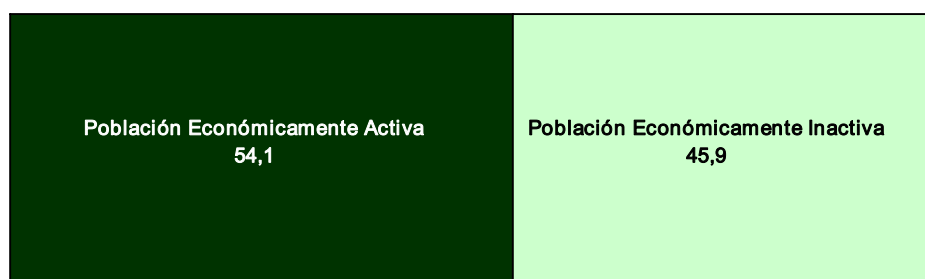 Población Económicamente Activa
54,1
Población Económicamente Inactiva
45,9